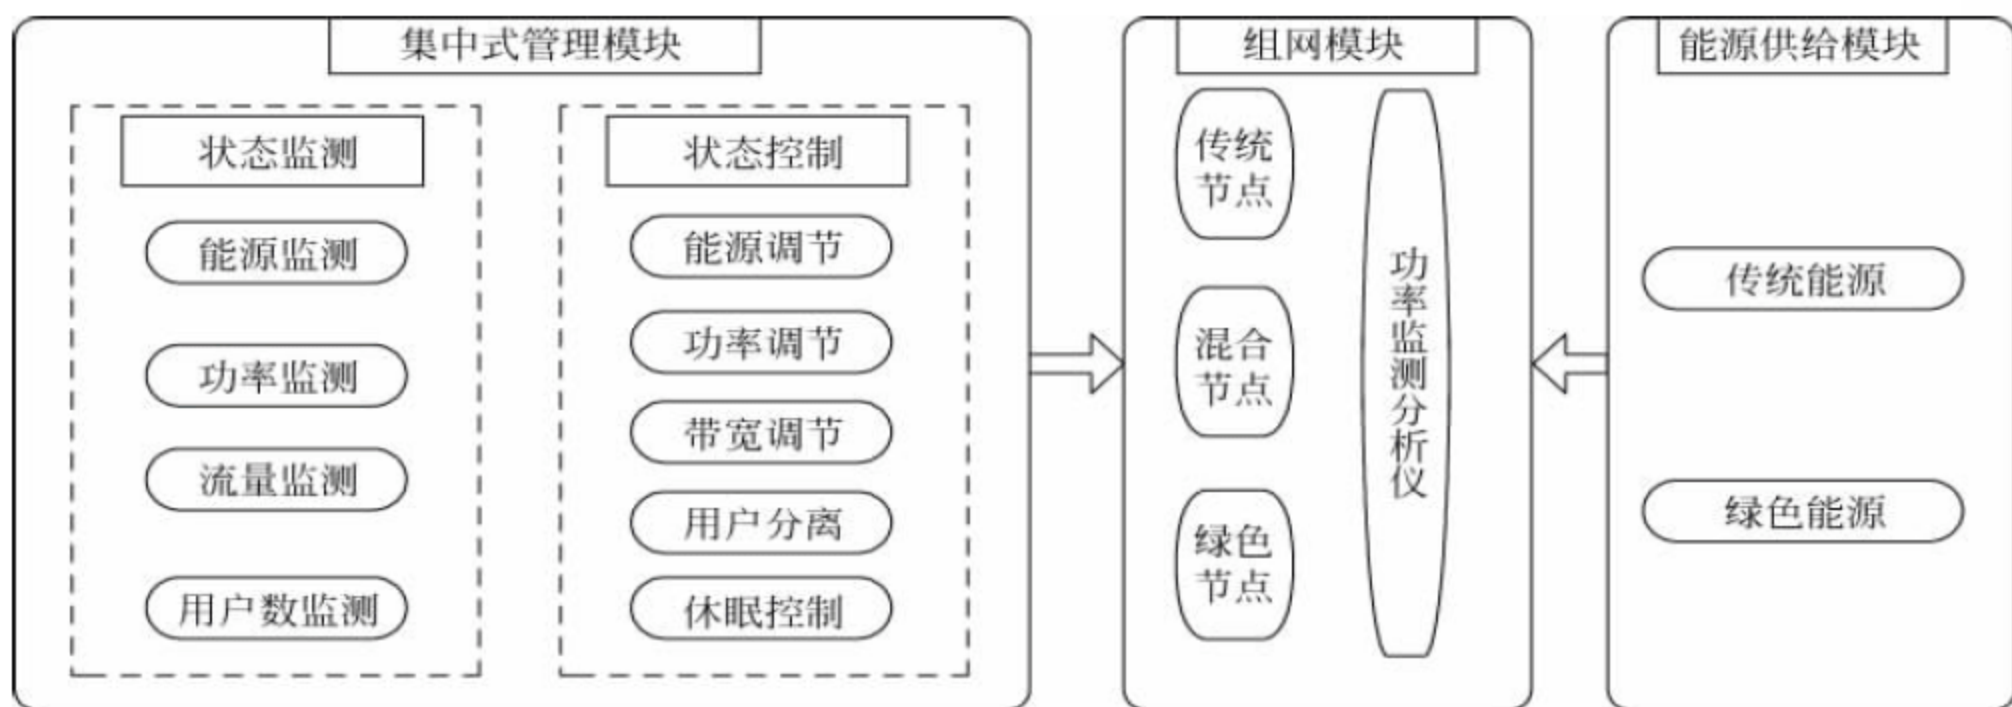 集中式管理模块
状态监测
能源监测
功率监测
流量监测
用户数监测
状态控制
能源调节
功率调节
带宽调节
用户分离
休眠控制
组网模块
传统
节点
混合
节点
绿色
节点
功率监测分析仪
能源供给模块
传统能源
绿色能源